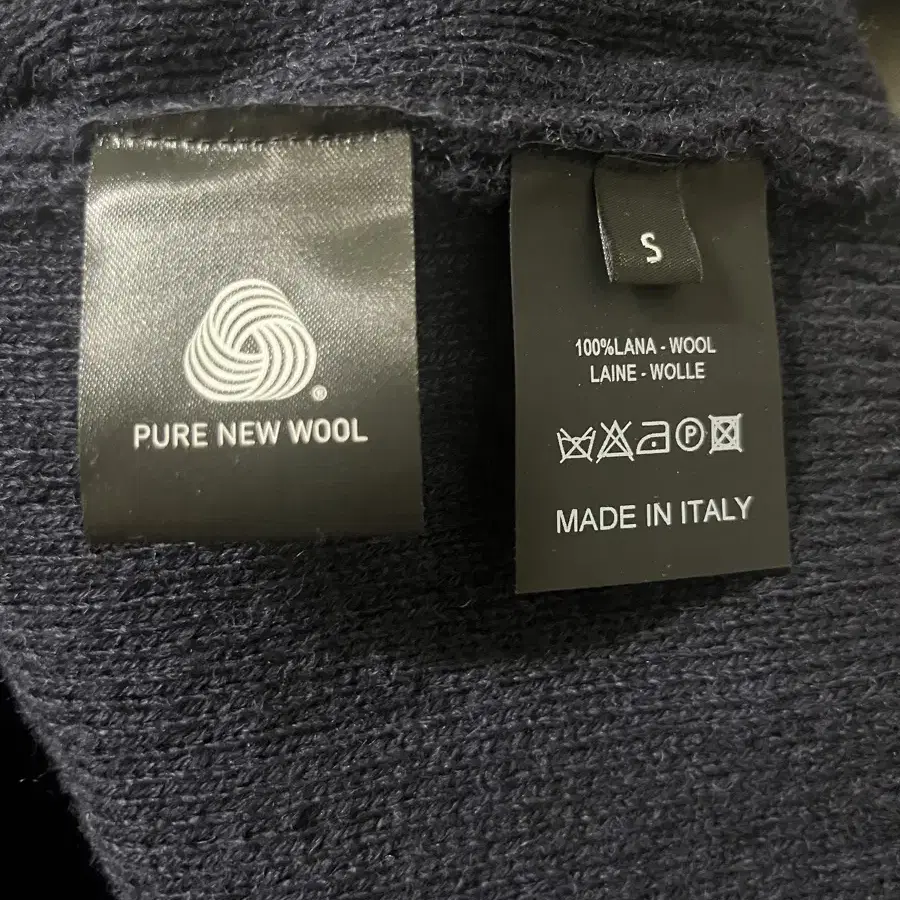 PURE NEW WOOL
S
100%LANA - WOOL
LAINE - WOLLE
P
MADE IN ITALY